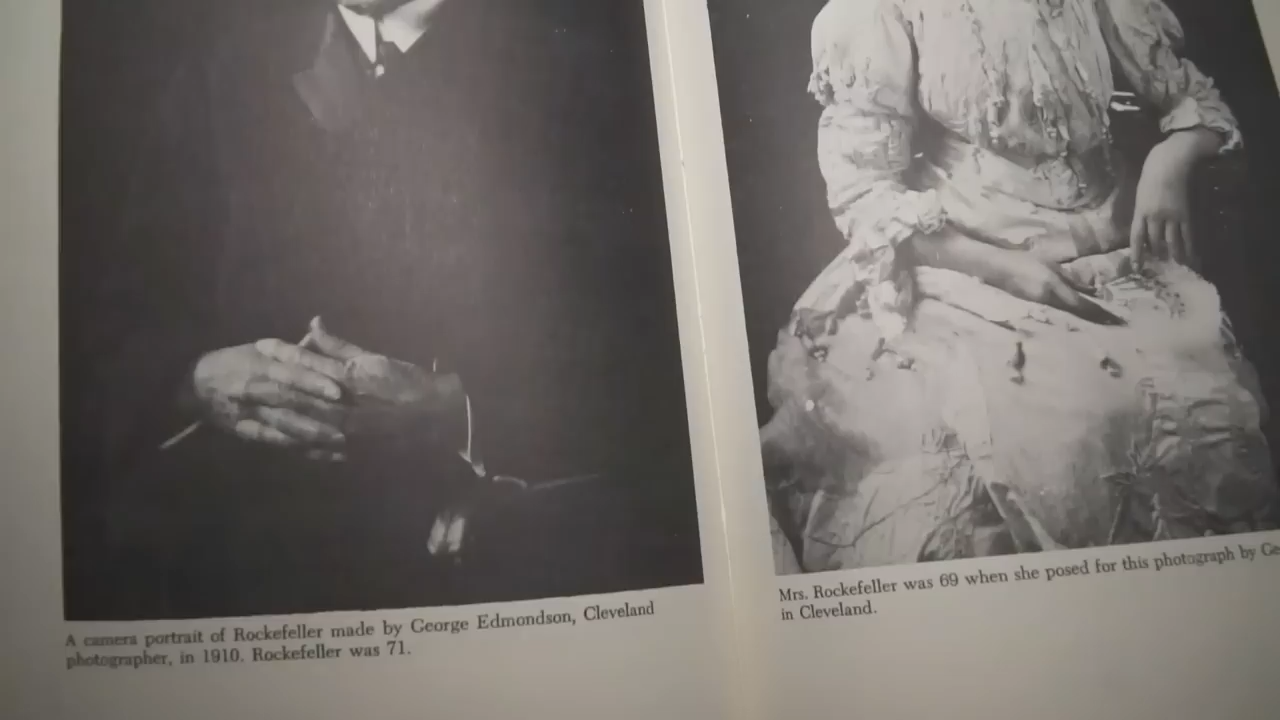 A camera portrait of Rockefeller made by George Edmondson, Cleveland
photographer, in 1910. Rockefeller was 71.
Mrs. Rockefeller was 69 when she posed for this photograph by
in Cleveland.